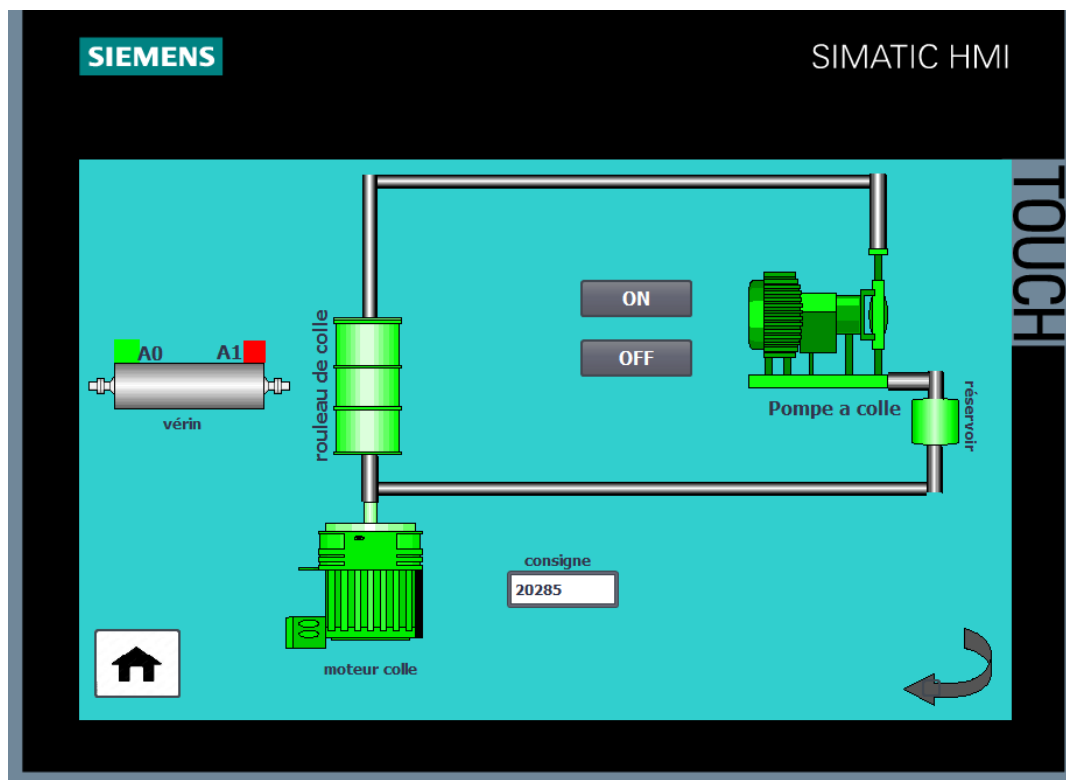 SIEMENS
SIMATIC HMI
TOUCH
ON
OFF
A0
A1
vérin
rouleau de colle
Pompe a colle
réservoir
consigne
20285
moteur colle